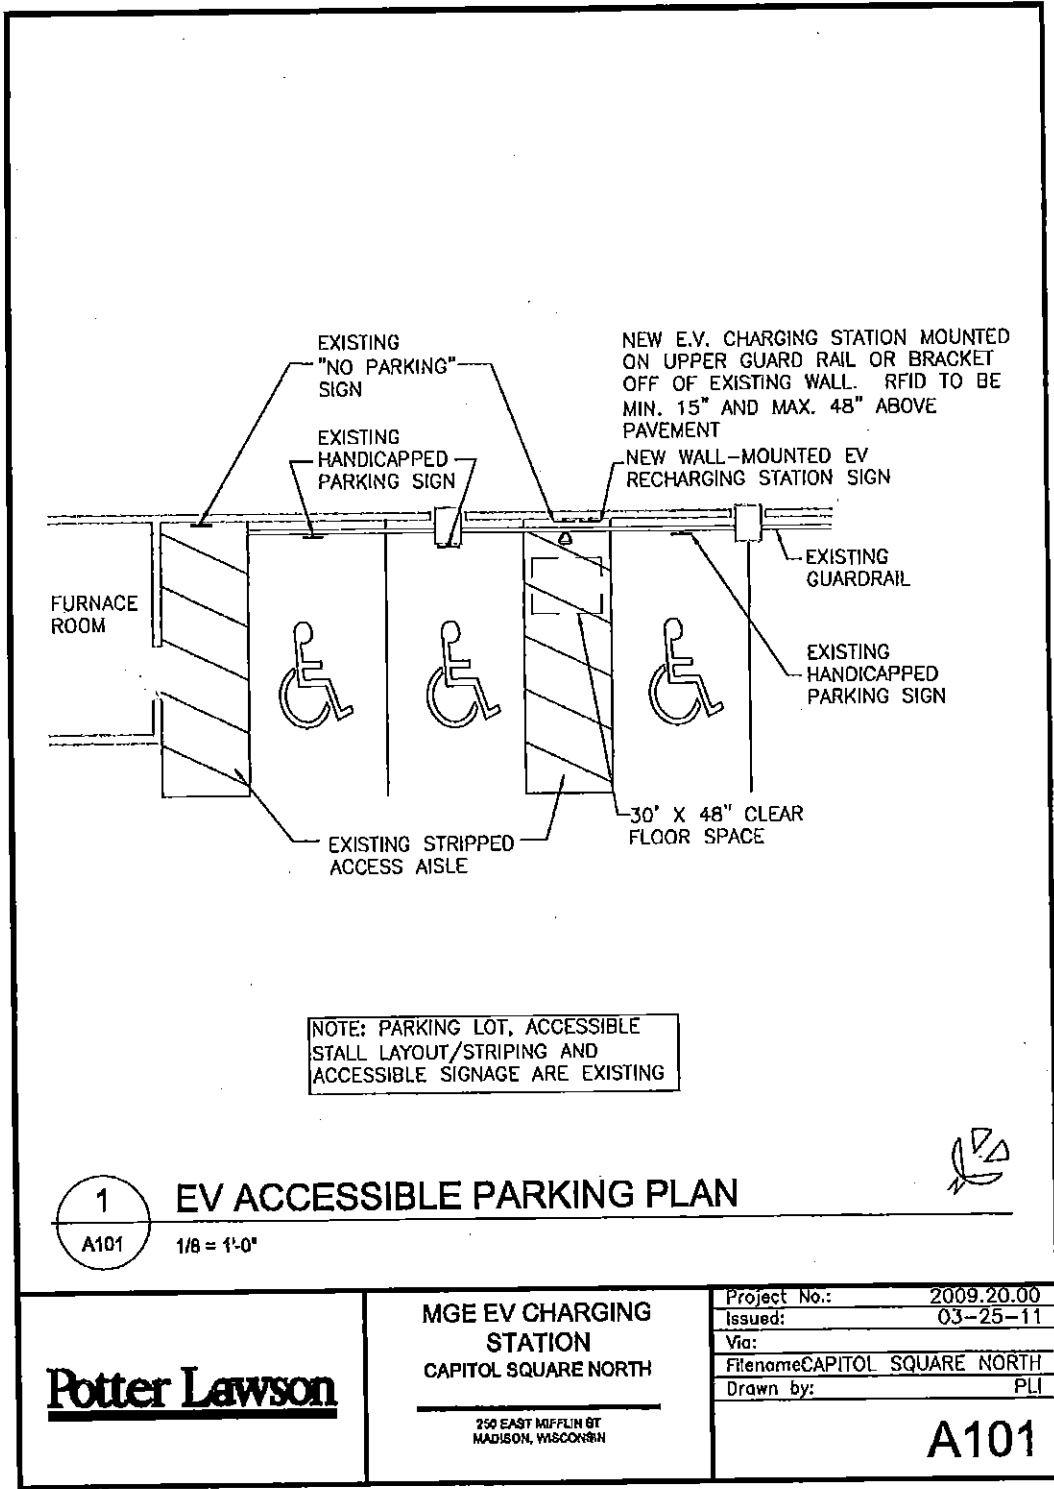 EXISTING
"NO PARKING"
SIGN
NEW E.V. CHARGING STATION MOUNTED
ON UPPER GUARD RAIL OR BRACKET
OFF OF EXISTING WALL. RFID TO BE
MIN. 15" AND MAX. 48" ABOVE
PAVEMENT
EXISTING
HANDICAPPED
PARKING SIGN
NEW WALL-MOUNTED EV
RECHARGING STATION SIGN
EXISTING
GUARDRAIL
FURNACE
ROOM
EXISTING
HANDICAPPED
PARKING SIGN
30' X 48" CLEAR
FLOOR SPACE
EXISTING STRIPPED
ACCESS AISLE
NOTE: PARKING LOT, ACCESSIBLE
STALL LAYOUT/STRIPING AND
ACCESSIBLE SIGNAGE ARE EXISTING
1
A101
EV ACCESSIBLE PARKING PLAN
1/8 = 1'-0"
Potter Lawson
MGE EV CHARGING
STATION
CAPITOL SQUARE NORTH
250 EAST MIFFLIN ST
MADISON, WISCONSIN
Project No.: 2009.20.00
Issued: 03-25-11
Via:
FilenameCAPITOL SQUARE NORTH
Drawn by: PLI
A101